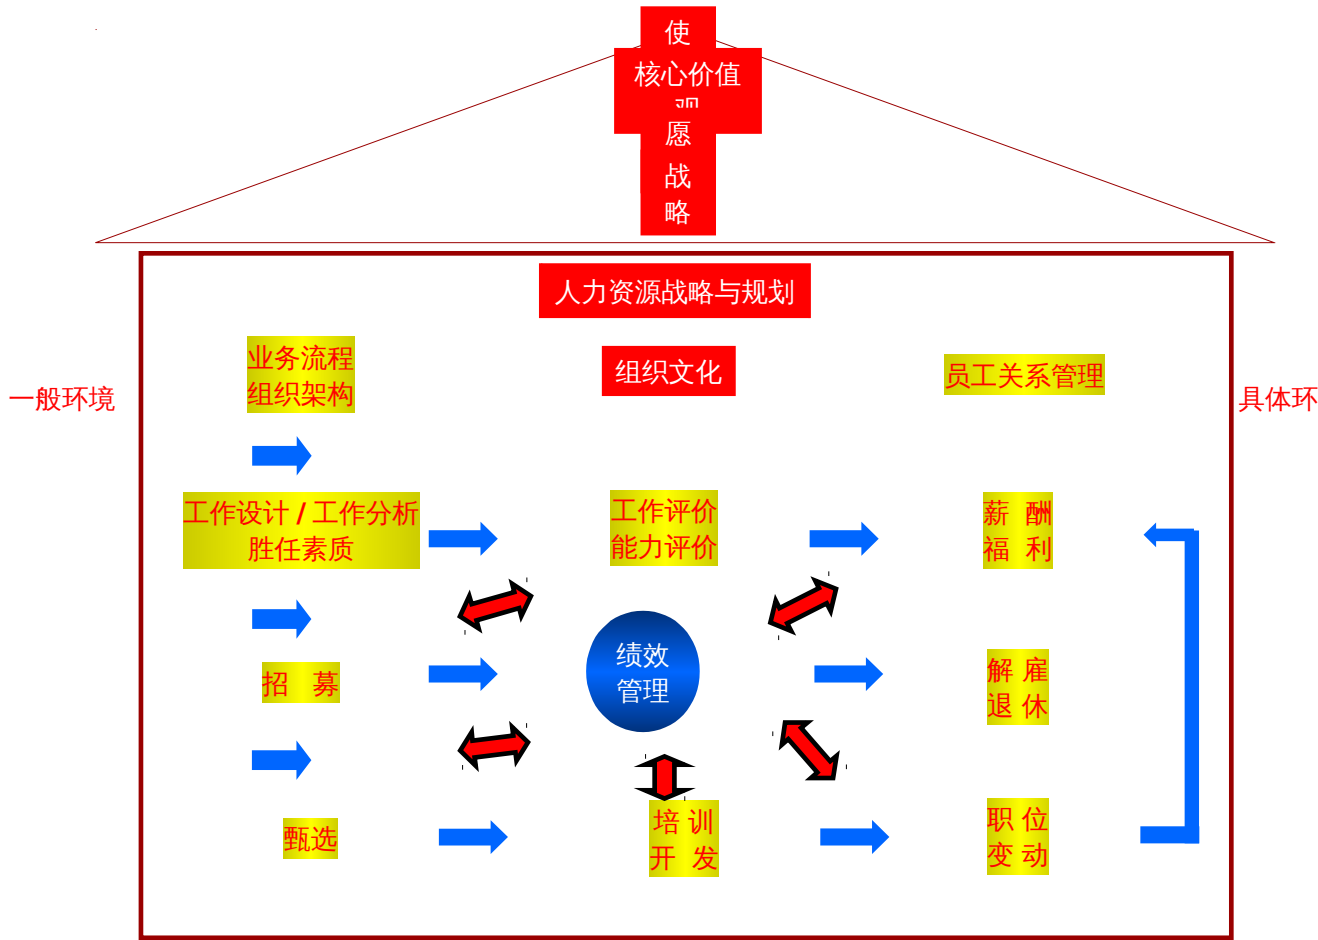 使
核心价值
观
愿
战
略
人力资源战略与规划
业务流程
组织架构
组织文化
员工关系管理
一般环境
具体环
工作设计 / 工作分析
胜任素质
工作评价
能力评价
薪 酬
福 利
绩效
管理
招 募
解 雇
退 休
甄选
培 训
开 发
职 位
变 动